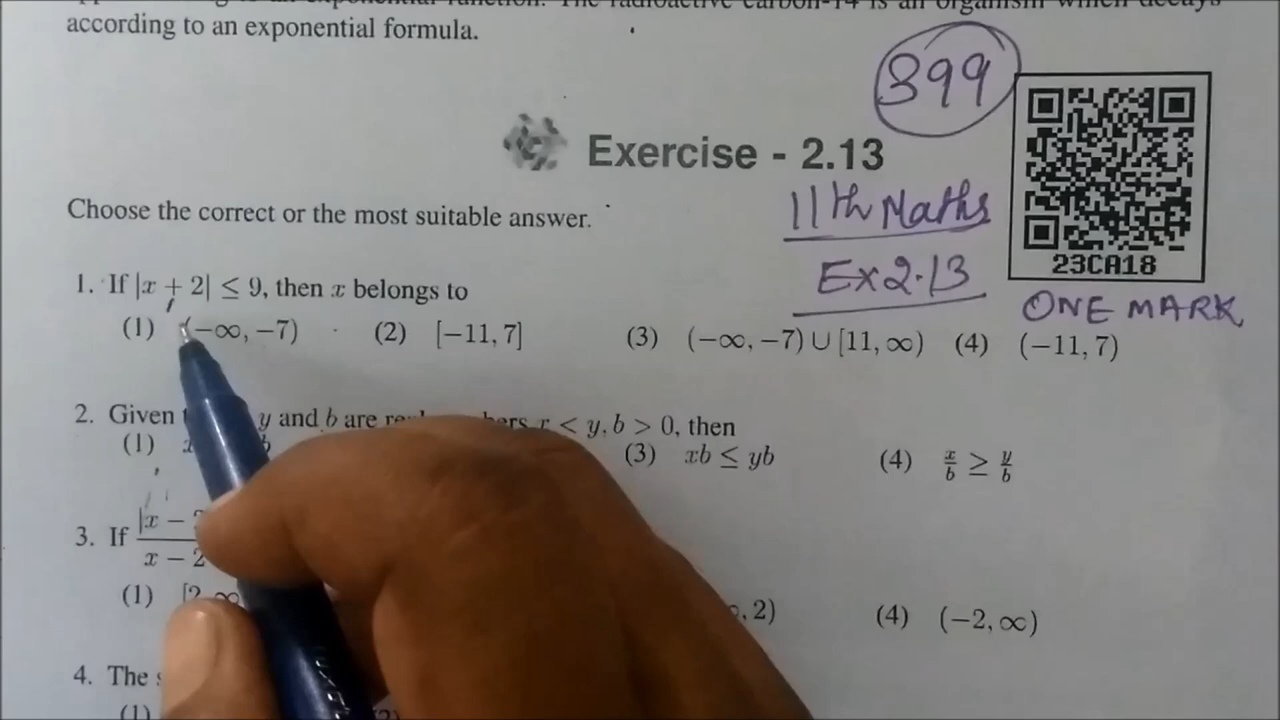 according to an exponential formula.
399
Exercise - 2.13
11th Maths
Ex 2.13
23CA18
ONE MARK
Choose the correct or the most suitable answer.
1. If |x + 2| ≤ 9, then x belongs to
(1) (−∞, −7) (2) [−11, 7] (3) (−∞, −7) ∪ [11, ∞) (4) (−11, 7)
2. Given y and b are < y, b > 0, then
(1) (3) xb ≤ yb (4) x/b ≥ y/b
3. If |x − / x − 2
(1) [2, ∞ , 2) (4) (−2, ∞)
4. The
(1)